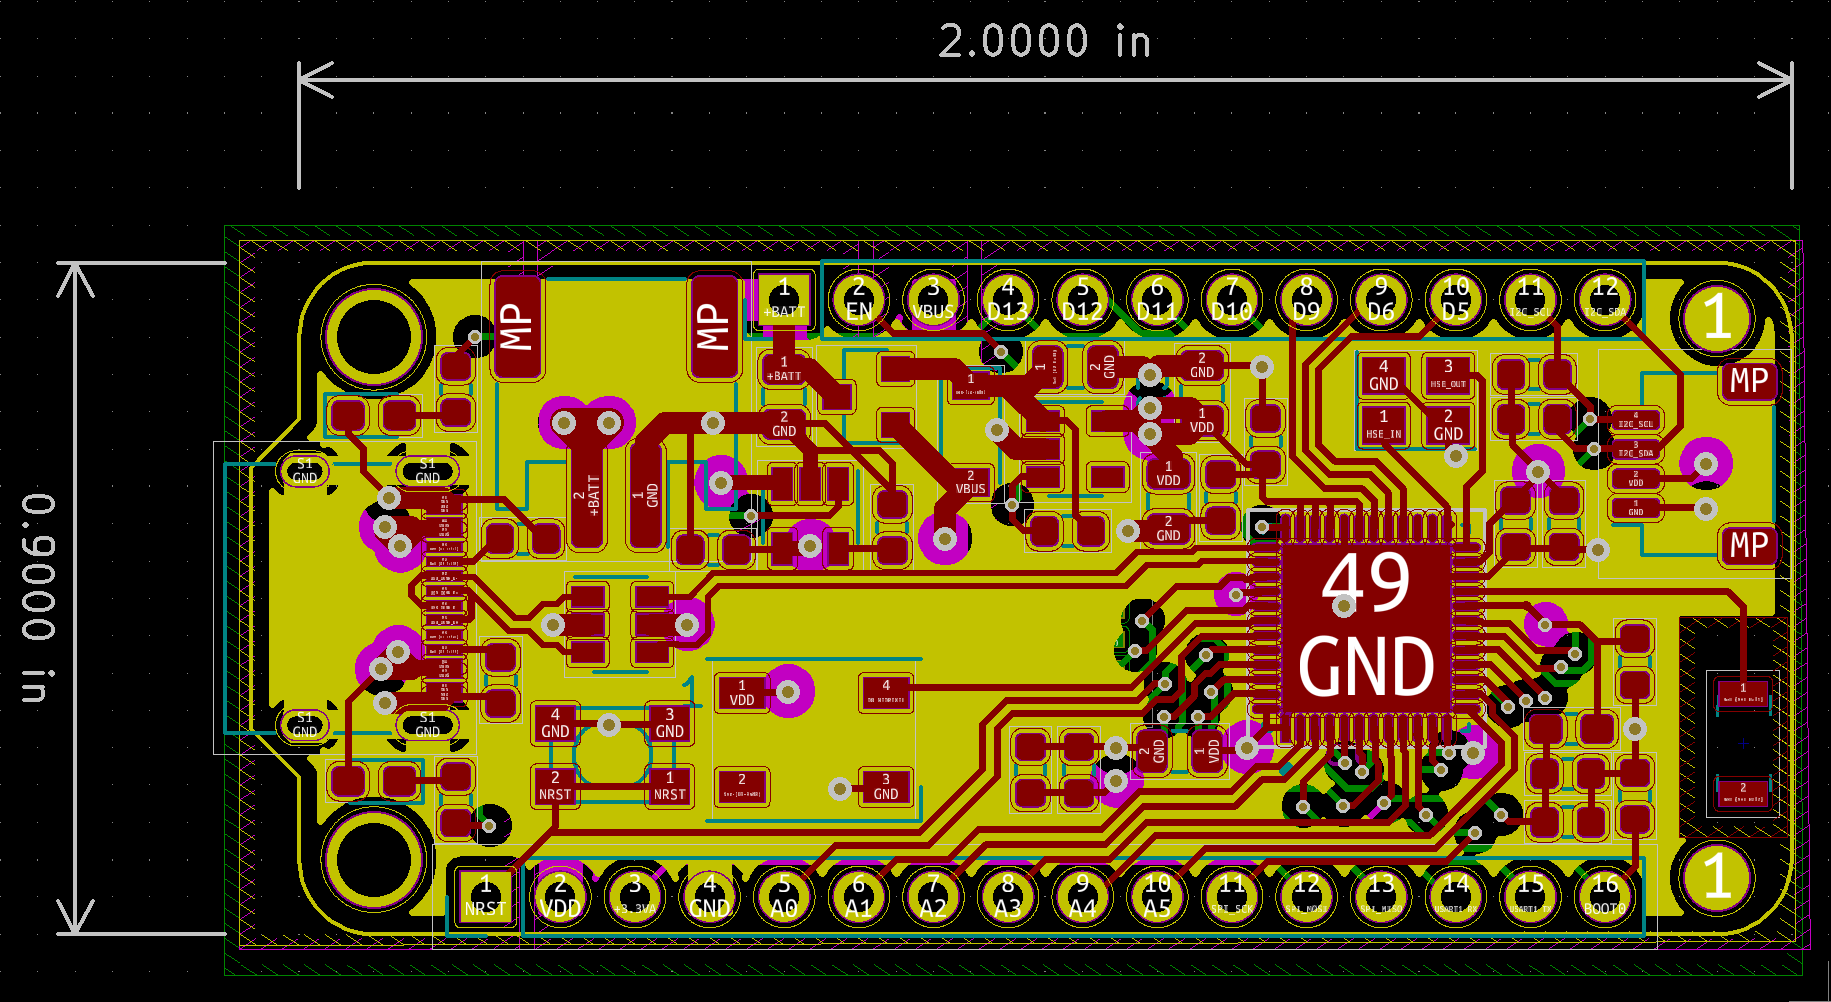 2.0000 in
0.9000 in
MP
MP
1
+BATT
2
EN
3
VBUS
4
D13
5
D12
6
D11
7
D10
8
D9
9
D6
10
D5
11
I2C_SCL
12
I2C_SDA
1
1
+BATT
2
GND
1
1
2
GND
2
GND
1
VDD
4
GND
3
HSE_OUT
1
HSE_IN
2
GND
MP
4
I2C_SCL
3
I2C_SDA
2
VDD
1
GND
MP
S1
GND
S1
GND
2
+BATT
1
GND
2
VBUS
1
VDD
2
GND
49
GND
S1
GND
S1
GND
4
GND
3
GND
2
NRST
1
NRST
1
VDD
4
2
3
GND
2
GND
1
VDD
1
2
1
NRST
2
VDD
3
+3.3VA
4
GND
5
A0
6
A1
7
A2
8
A3
9
A4
10
A5
11
SPI_SCK
12
SPI_MOSI
13
SPI_MISO
14
USART1_RX
15
USART1_TX
16
BOOT0
1